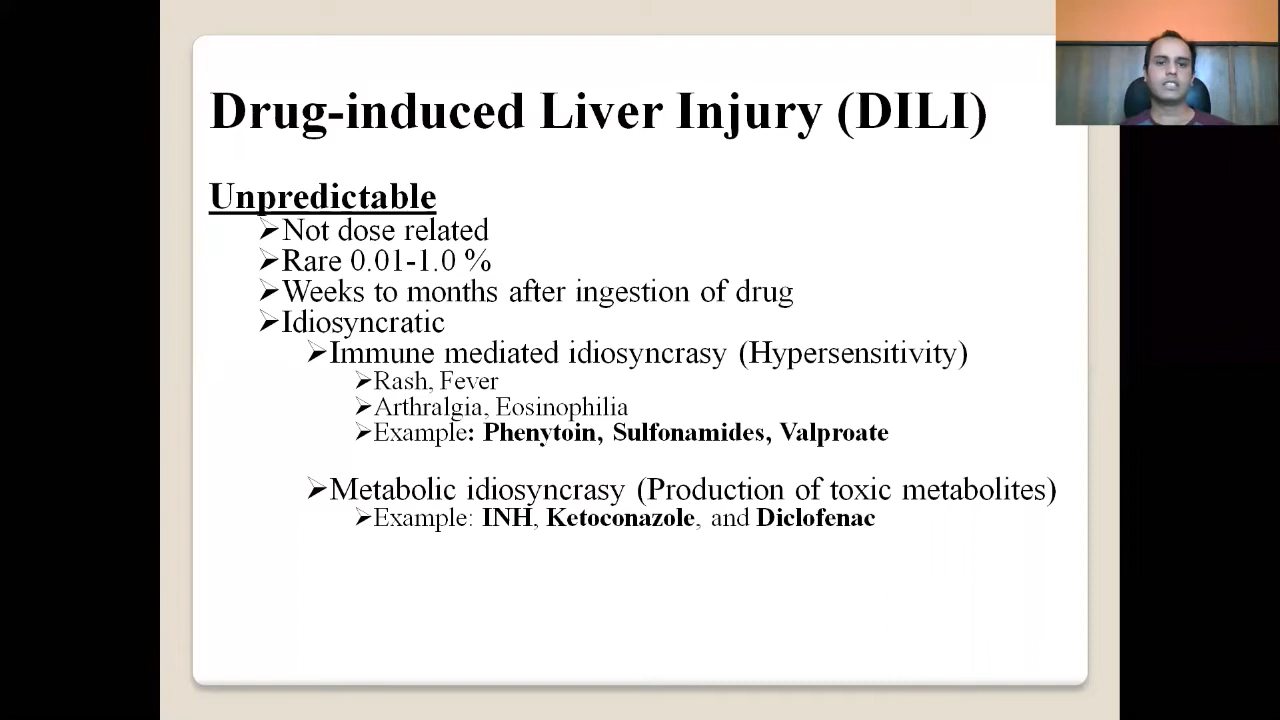 Drug-induced Liver Injury (DILI)
Unpredictable
➢Not dose related
➢Rare 0.01-1.0 %
➢Weeks to months after ingestion of drug
➢Idiosyncratic
➢Immune mediated idiosyncrasy (Hypersensitivity)
➢Rash, Fever
➢Arthralgia, Eosinophilia
➢Example: Phenytoin, Sulfonamides, Valproate
➢Metabolic idiosyncrasy (Production of toxic metabolites)
➢Example: INH, Ketoconazole, and Diclofenac